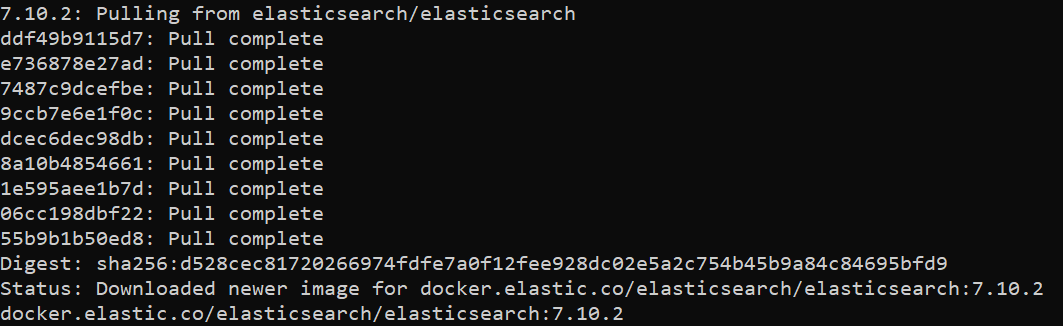 7.10.2: Pulling from elasticsearch/elasticsearch
ddf49b9115d7: Pull complete
e736878e27ad: Pull complete
7487c9dcefbe: Pull complete
9ccb7e6e1f0c: Pull complete
dcec6dec98db: Pull complete
8a10b4854661: Pull complete
1e595aee1b7d: Pull complete
06cc198dbf22: Pull complete
55b9b1b50ed8: Pull complete
Digest: sha256:d528cec81720266974fdfe7a0f12fee928dc02e5a2c754b45b9a84c84695bfd9
Status: Downloaded newer image for docker.elastic.co/elasticsearch/elasticsearch:7.10.2
docker.elastic.co/elasticsearch/elasticsearch:7.10.2